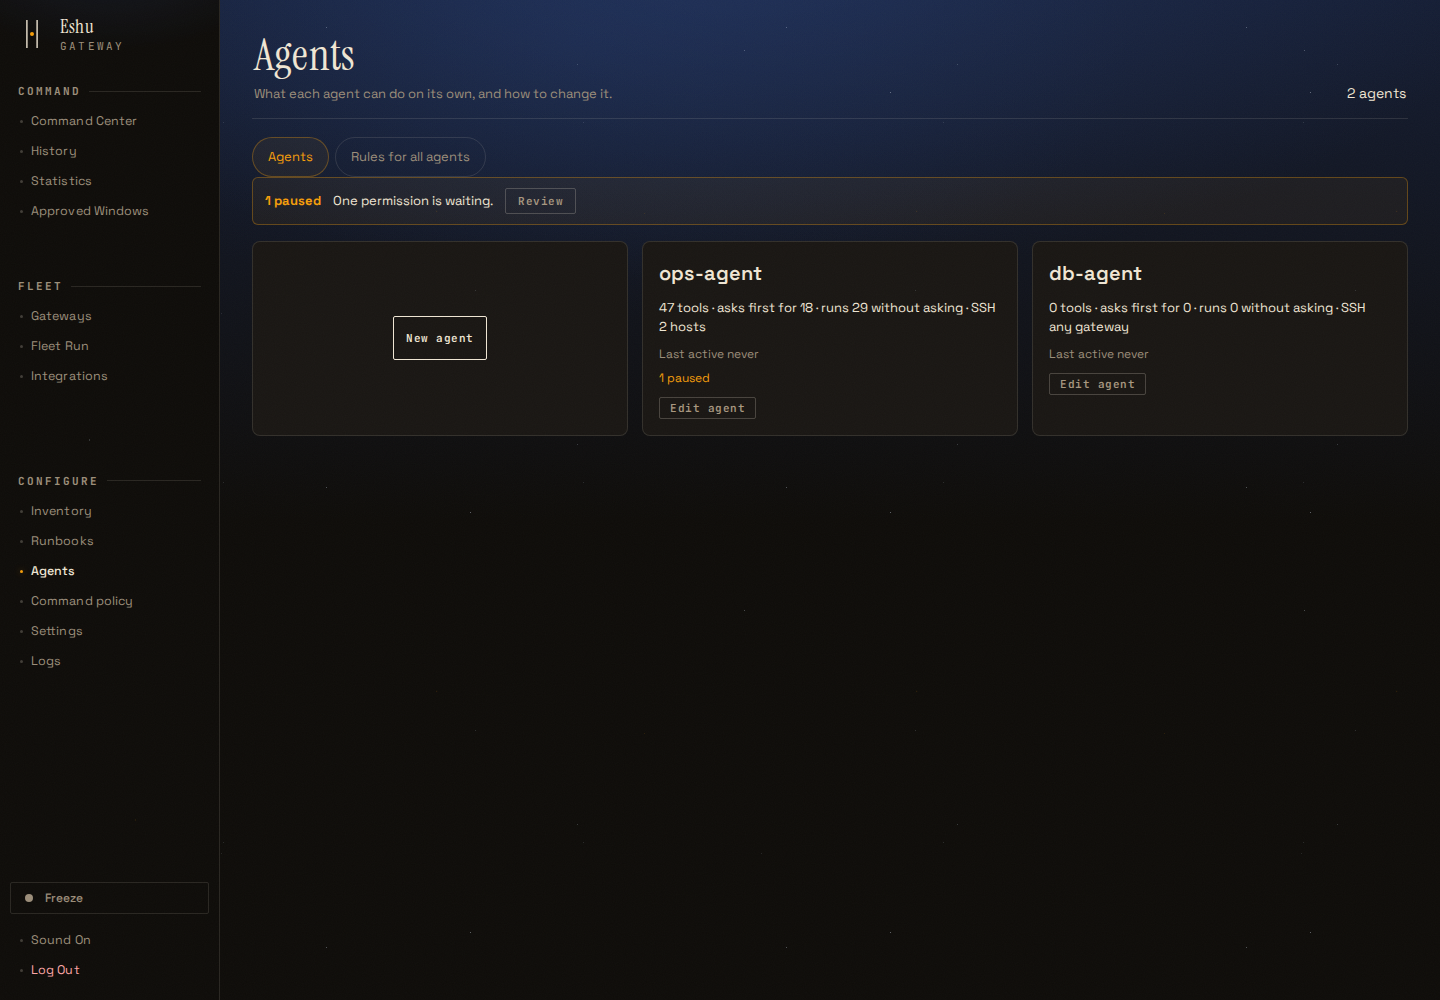 Eshu
GATEWAY
COMMAND
Command Center
History
Statistics
Approved Windows
FLEET
Gateways
Fleet Run
Integrations
CONFIGURE
Inventory
Runbooks
Agents
Command policy
Settings
Logs
Freeze
Sound On
Log Out
Agents
What each agent can do on its own, and how to change it.
2 agents
Agents
Rules for all agents
1 paused One permission is waiting. Review
New agent
ops-agent
47 tools · asks first for 18 · runs 29 without asking · SSH
2 hosts
Last active never
1 paused
Edit agent
db-agent
0 tools · asks first for 0 · runs 0 without asking · SSH
any gateway
Last active never
Edit agent